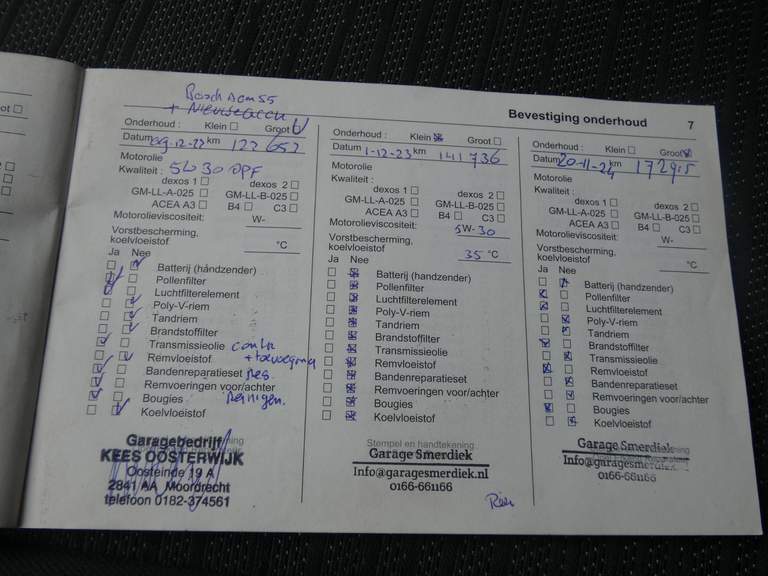 Bevestiging onderhoud 7
Bosch
Onderhoud : Klein Groot
Datum 09-12-22 km 122 652
Motorolie
Kwaliteit : 5W30 DPF
dexos 1 dexos 2
GM-LL-A-025 GM-LL-B-025
ACEA A3 B4 C3
Motorolieviscositeit: W-
Vorstbescherming,
koelvloeistof °C
Ja Nee
Batterij (handzender)
Pollenfilter
Luchtfilterelement
Poly-V-riem
Tandriem
Brandstoffilter
Transmissieolie
Remvloeistof
Bandenreparatieset
Remvoeringen voor/achter
Bougies Reinigen.
Koelvloeistof
Garagebedrijf
KEES OOSTERWIJK
Oosteinde 19 A
2841 AA Moordrecht
telefoon 0182-374561
Onderhoud : Klein Groot
Datum 1-12-23 km 141736
Motorolie
Kwaliteit :
dexos 1 dexos 2
GM-LL-A-025 GM-LL-B-025
ACEA A3 B4 C3
Motorolieviscositeit: 5W-30
Vorstbescherming,
koelvloeistof 35 °C
Ja Nee
Batterij (handzender)
Pollenfilter
Luchtfilterelement
Poly-V-riem
Tandriem
Brandstoffilter
Transmissieolie
Remvloeistof
Bandenreparatieset
Remvoeringen voor/achter
Bougies
Koelvloeistof
Stempel en handtekening
Garage Smerdiek
Info@garagesmerdiek.nl
0166-661166
Onderhoud : Klein Groot
Datum 20-11-24 km 172915
Motorolie
Kwaliteit :
dexos 1 dexos 2
GM-LL-A-025 GM-LL-B-025
ACEA A3 B4 C3
Motorolieviscositeit: W-
Vorstbescherming,
koelvloeistof °C
Ja Nee
Batterij (handzender)
Pollenfilter
Luchtfilterelement
Poly-V-riem
Tandriem
Brandstoffilter
Transmissieolie
Remvloeistof
Bandenreparatieset
Remvoeringen voor/achter
Bougies
Koelvloeistof
Garage Smerdiek
Info@garagesmerdiek.nl
0166-661166